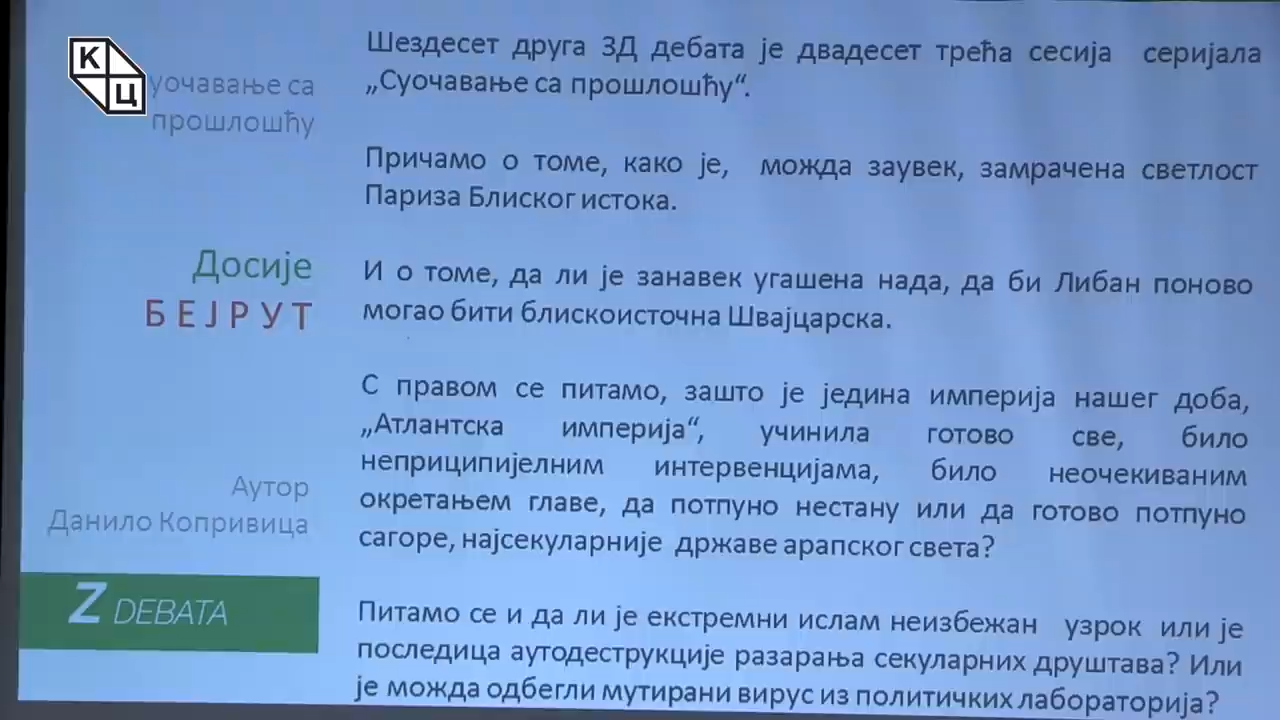 К
Ц
уочавање са
прошлошћу
Досије
БЕЈРУТ
Аутор
Данило Копривица
Z DEBATA
Шездесет друга ЗД дебата је двадесет трећа сесија серијала
„Суочавање са прошлошћу“.
Причамо о томе, како је, можда заувек, замрачена светлост
Париза Блиског истока.
И о томе, да ли је занавек угашена нада, да би Либан поново
могао бити блискоисточна Швајцарска.
С правом се питамо, зашто је једина империја нашег доба,
„Атлантска империја“, учинила готово све, било
неприципијелним интервенцијама, било неочекиваним
окретањем главе, да потпуно нестану или да готово потпуно
сагоре, најсекуларније државе арапског света?
Питамо се и да ли је екстремни ислам неизбежан узрок или је
последица аутодеструкције разарања секуларних друштава? Или
је можда одбегли мутирани вирус из политичких лабораторија?